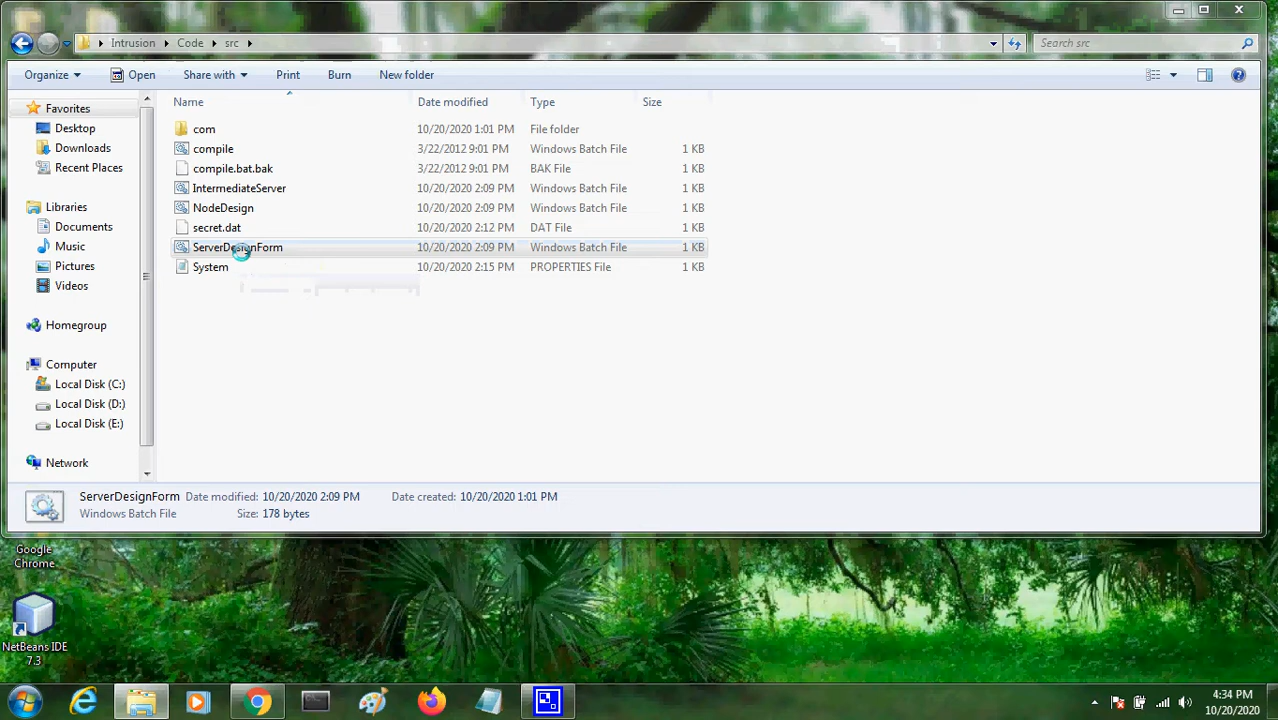 Intrusion Code src
Search src
Organize Open Share with Print Burn New folder
Name Date modified Type Size
Favorites
Desktop
Downloads
Recent Places
Libraries
Documents
Music
Pictures
Videos
Homegroup
Computer
Local Disk (C:)
Local Disk (D:)
Local Disk (E:)
Network
com 10/20/2020 1:01 PM File folder
compile 3/22/2012 9:01 PM Windows Batch File 1 KB
compile.bat.bak 3/22/2012 9:01 PM BAK File 1 KB
IntermediateServer 10/20/2020 2:09 PM Windows Batch File 1 KB
NodeDesign 10/20/2020 2:09 PM Windows Batch File 1 KB
secret.dat 10/20/2020 2:12 PM DAT File 1 KB
ServerDesignForm 10/20/2020 2:09 PM Windows Batch File 1 KB
System 10/20/2020 2:15 PM PROPERTIES File 1 KB
ServerDesignForm Date modified: 10/20/2020 2:09 PM Date created: 10/20/2020 1:01 PM
Windows Batch File Size: 178 bytes
Google
Chrome
NetBeans IDE
7.3
4:34 PM
10/20/2020